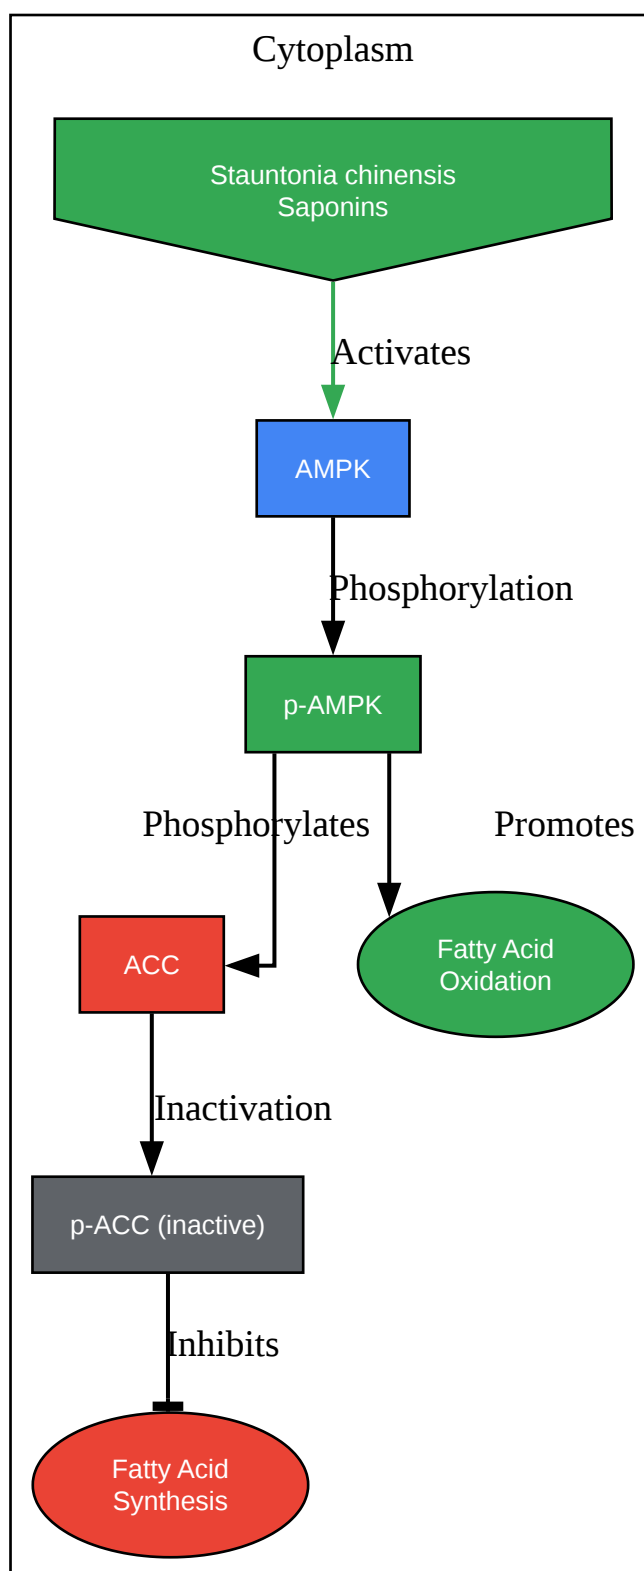 Cytoplasm
Stauntonia chinensis
Saponins
Activates
AMPK
Phosphorylation
p-AMPK
Phosphorylates
Promotes
ACC
Fatty Acid
Oxidation
Inactivation
p-ACC (inactive)
Inhibits
Fatty Acid
Synthesis